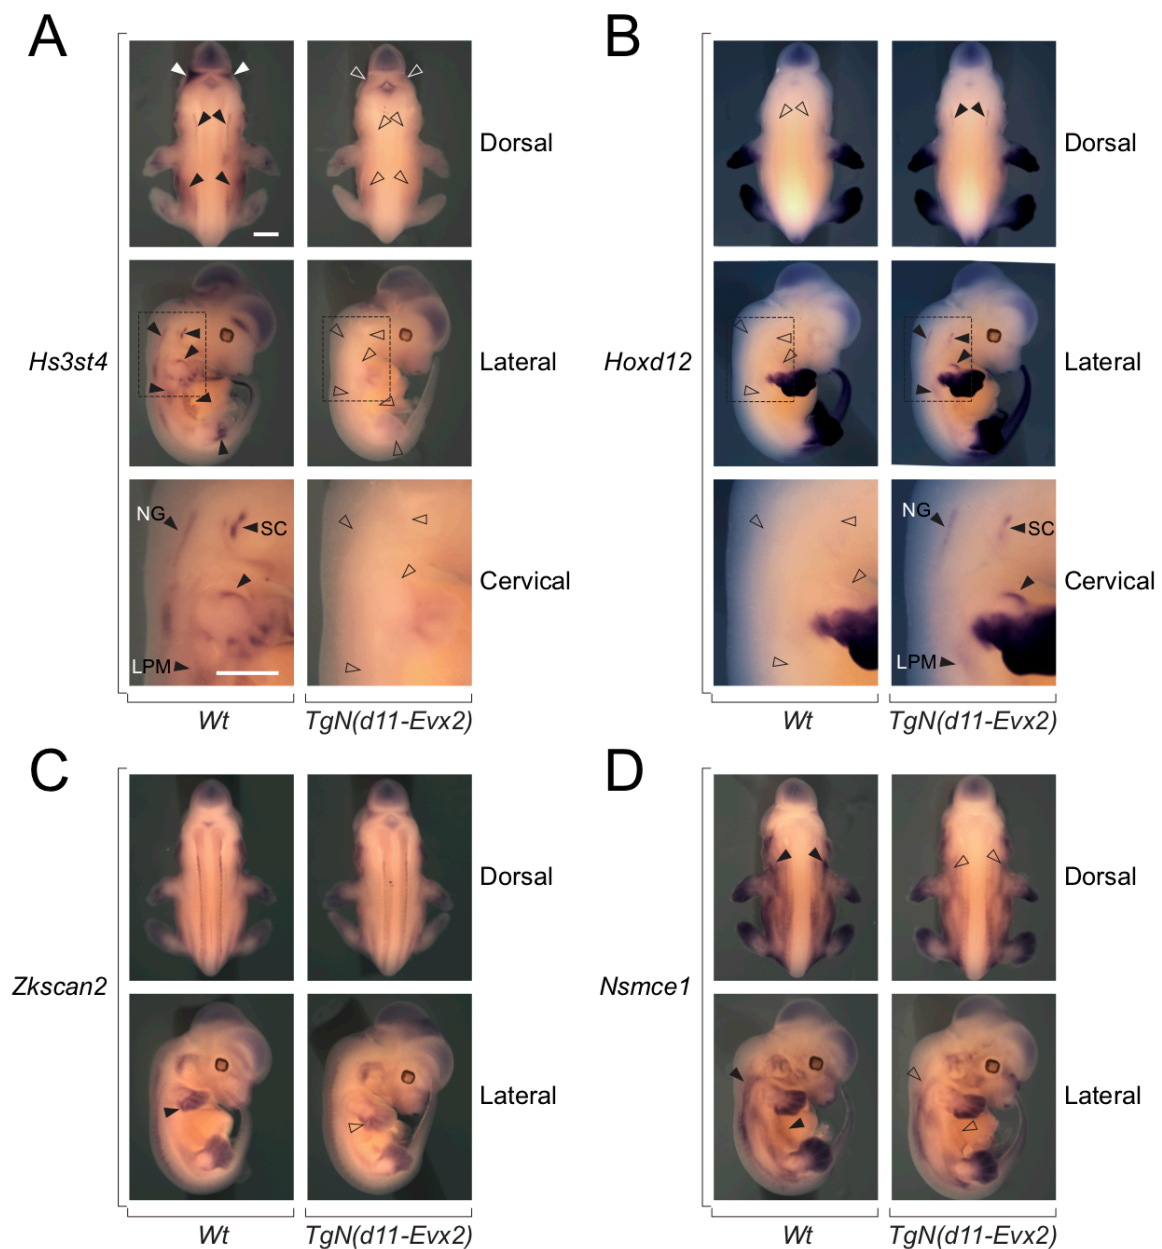 A
B
Dorsal
Dorsal
Hs3st4
Lateral
Hoxd12
Lateral
NG
SC
Cervical
LPM
NG
SC
Cervical
LPM
Wt
TgN(d11-Evx2)
Wt
TgN(d11-Evx2)
C
D
Dorsal
Dorsal
Zkscan2
Nsmce1
Lateral
Lateral
Wt
TgN(d11-Evx2)
Wt
TgN(d11-Evx2)